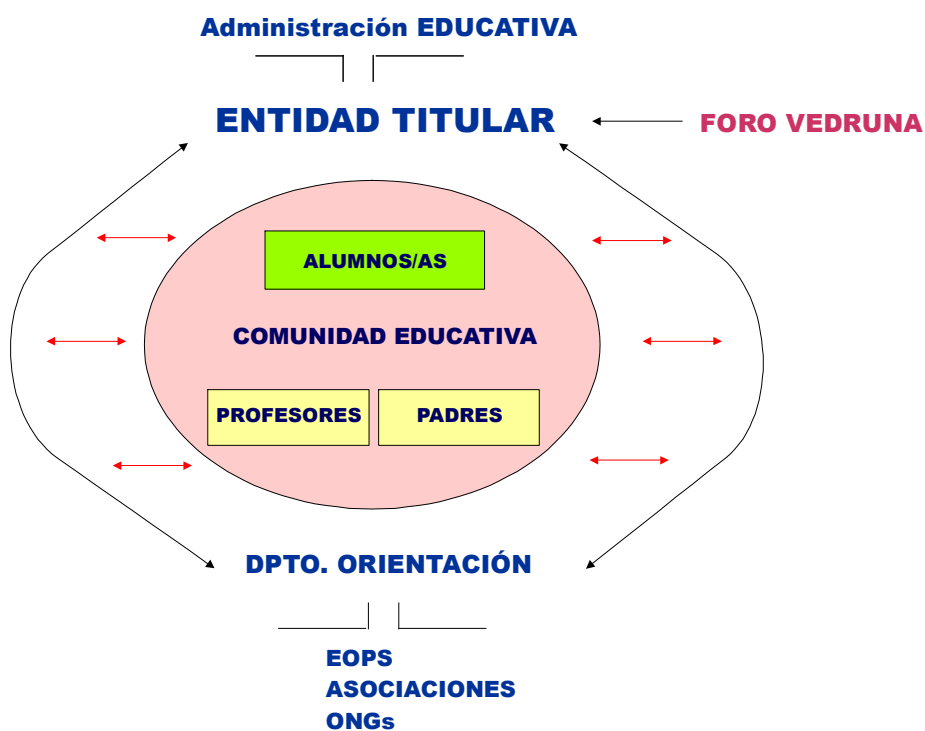 Administración EDUCATIVA
ENTIDAD TITULAR
FORO VEDRUNA
ALUMNOS/AS
COMUNIDAD EDUCATIVA
PROFESORES
PADRES
DPTO. ORIENTACIÓN
EOPS
ASOCIACIONES
ONGs